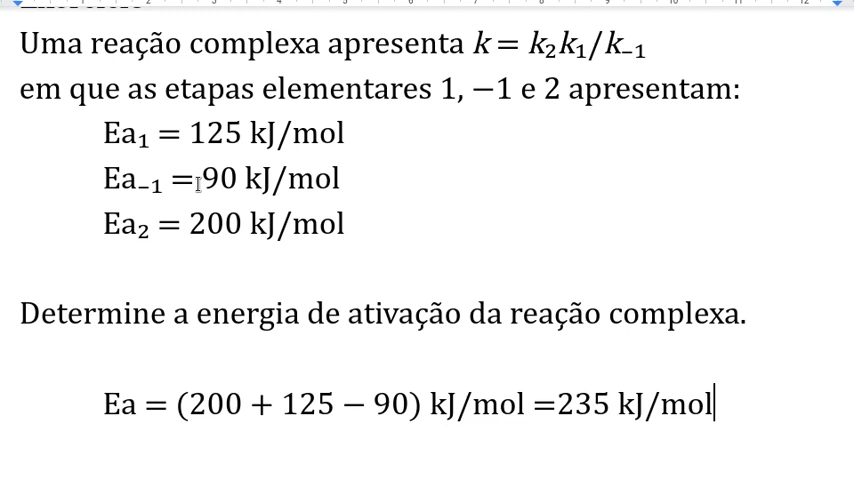 Uma reação complexa apresenta k = k₂k₁/k₋₁
em que as etapas elementares 1, −1 e 2 apresentam:
Ea₁ = 125 kJ/mol
Ea₋₁ = 90 kJ/mol
Ea₂ = 200 kJ/mol
Determine a energia de ativação da reação complexa.
Ea = (200 + 125 − 90) kJ/mol =235 kJ/mol